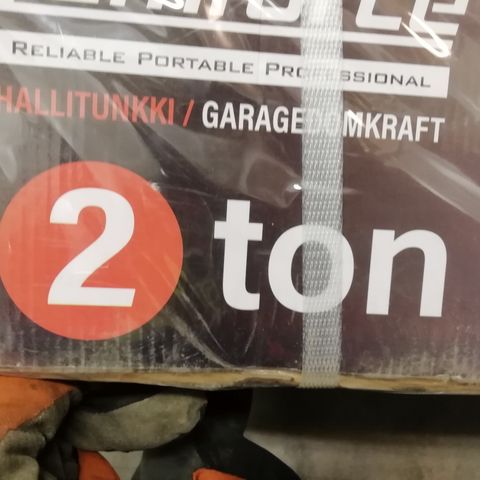 RELIABLE PORTABLE PROFESSIONAL
HALLITUNKKI / GARAGEDOMKRAFT
2 ton